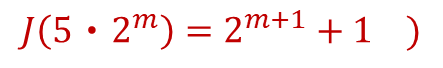 J(5 · 2^{m}) = 2^{m+1} + 1 )